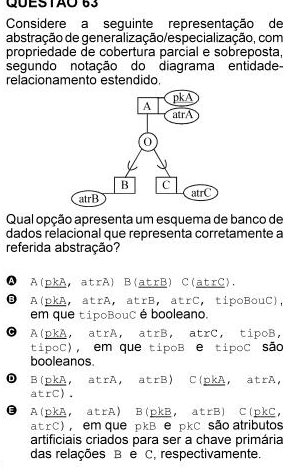 QUESTÃO 63
Considere a seguinte representação de
abstração de generalização/especialização, com
propriedade de cobertura parcial e sobreposta,
segundo notação do diagrama entidade-
relacionamento estendido.
A pkA
atrA
O
B C
atrB atrC
Qual opção apresenta um esquema de banco de
dados relacional que representa corretamente a
referida abstração?
A A(pkA, atrA) B(atrB) C(atrC).
B A(pkA, atrA, atrB, atrC, tipoBouC),
em que tipoBouC é booleano.
C A(pkA, atrA, atrB, atrC, tipoB,
tipoC), em que tipoB e tipoC são
booleanos.
D B(pkA, atrA, atrB) C(pkA, atrA,
atrC).
E A(pkA, atrA) B(pkB, atrB) C(pkC,
atrC), em que pkB e pkC são atributos
artificiais criados para ser a chave primária
das relações B e C, respectivamente.